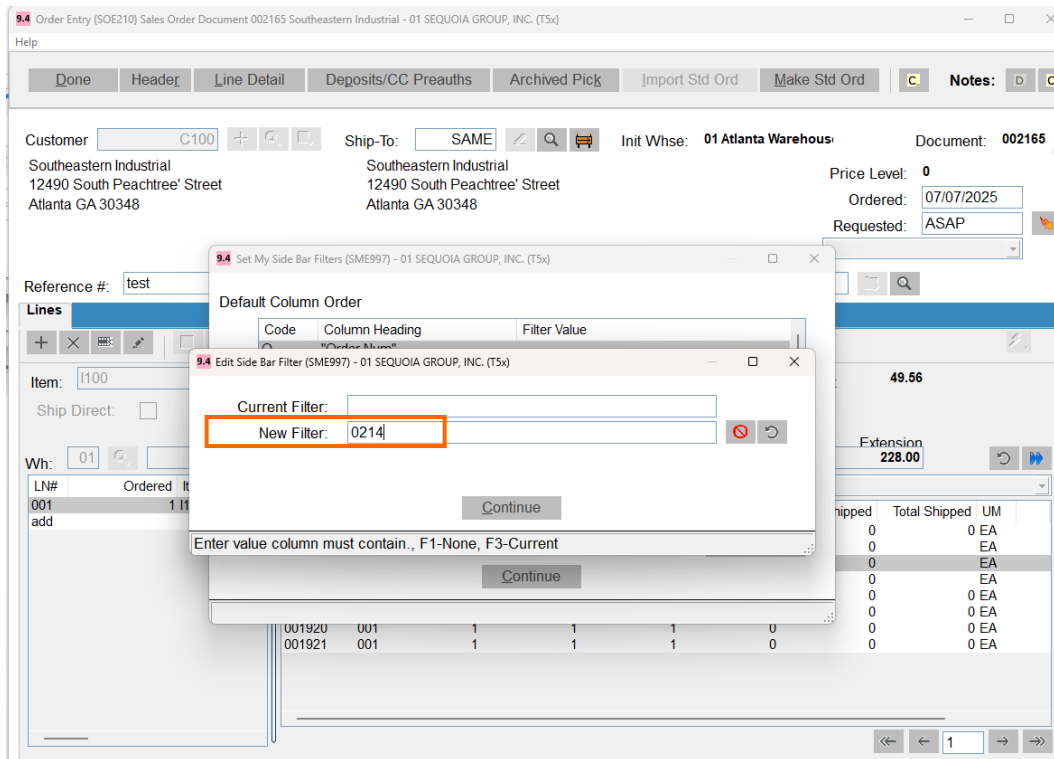 9.4 Order Entry (SOE210) Sales Order Document 002165 Southeastern Industrial - 01 SEQUOIA GROUP, INC. (T5x)
Help
Done Header Line Detail Deposits/CC Preauths Archived Pick Import Std Ord Make Std Ord C Notes: D C
Customer C100 Ship-To: SAME Init Whse: 01 Atlanta Warehous Document: 002165
Southeastern Industrial Southeastern Industrial
Price Level: 0
12490 South Peachtree' Street 12490 South Peachtree' Street
Atlanta GA 30348 Atlanta GA 30348
Ordered: 07/07/2025
Requested: ASAP
9.4 Set My Side Bar Filters (SME997) - 01 SEQUOIA GROUP, INC. (T5x)
Reference #: test
Default Column Order
Lines
Code Column Heading Filter Value
"Order Num"
9.4 Edit Side Bar Filter (SME997) - 01 SEQUOIA GROUP, INC. (T5x)
Item: I100 49.56
Current Filter:
Ship Direct:
New Filter: 0214
Extension
Wh: 01 228.00
LN# Ordered
001 1
add
Continue
Total Shipped UM
0 0 EA
0 EA
0 EA
0 EA
Enter value column must contain., F1-None, F3-Current
Continue
0 0 EA
0 0 EA
001920 001 1 1 1 0 0 0 EA
001921 001 1 1 1 0 0 0 EA
1